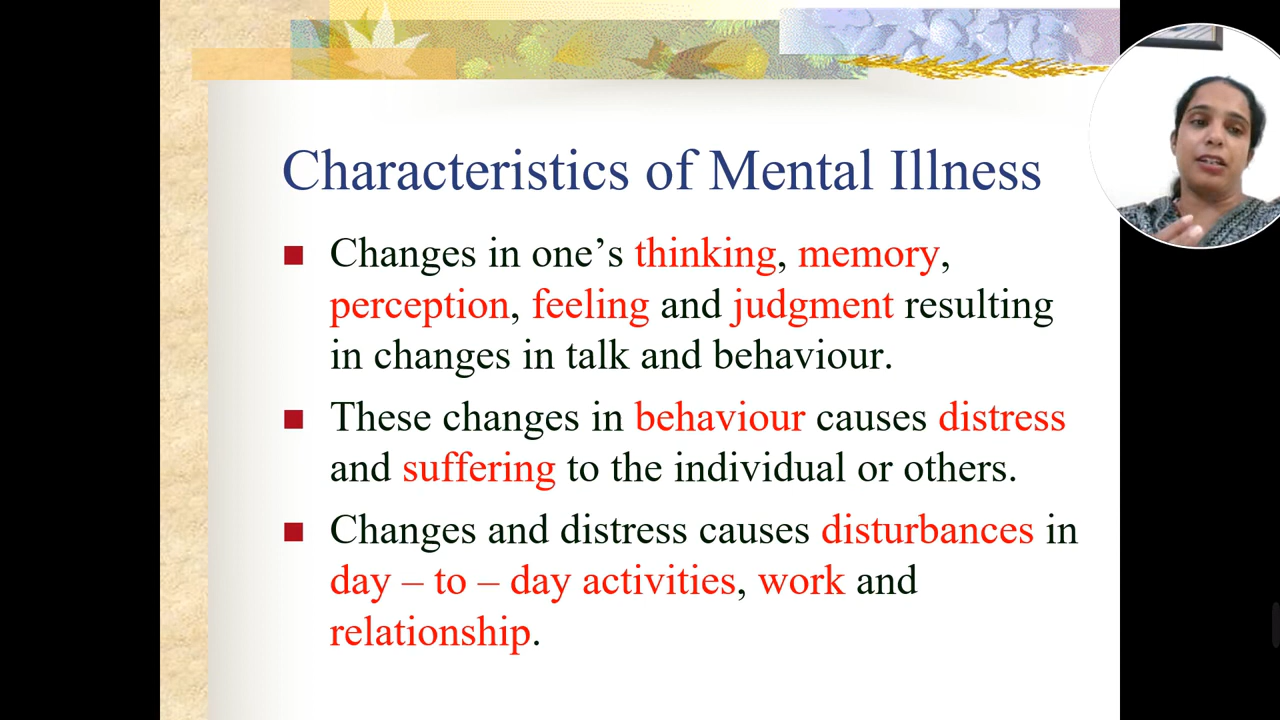 Characteristics of Mental Illness
Changes in one’s thinking, memory,
perception, feeling and judgment resulting
in changes in talk and behaviour.
These changes in behaviour causes distress
and suffering to the individual or others.
Changes and distress causes disturbances in
day – to – day activities, work and
relationship.